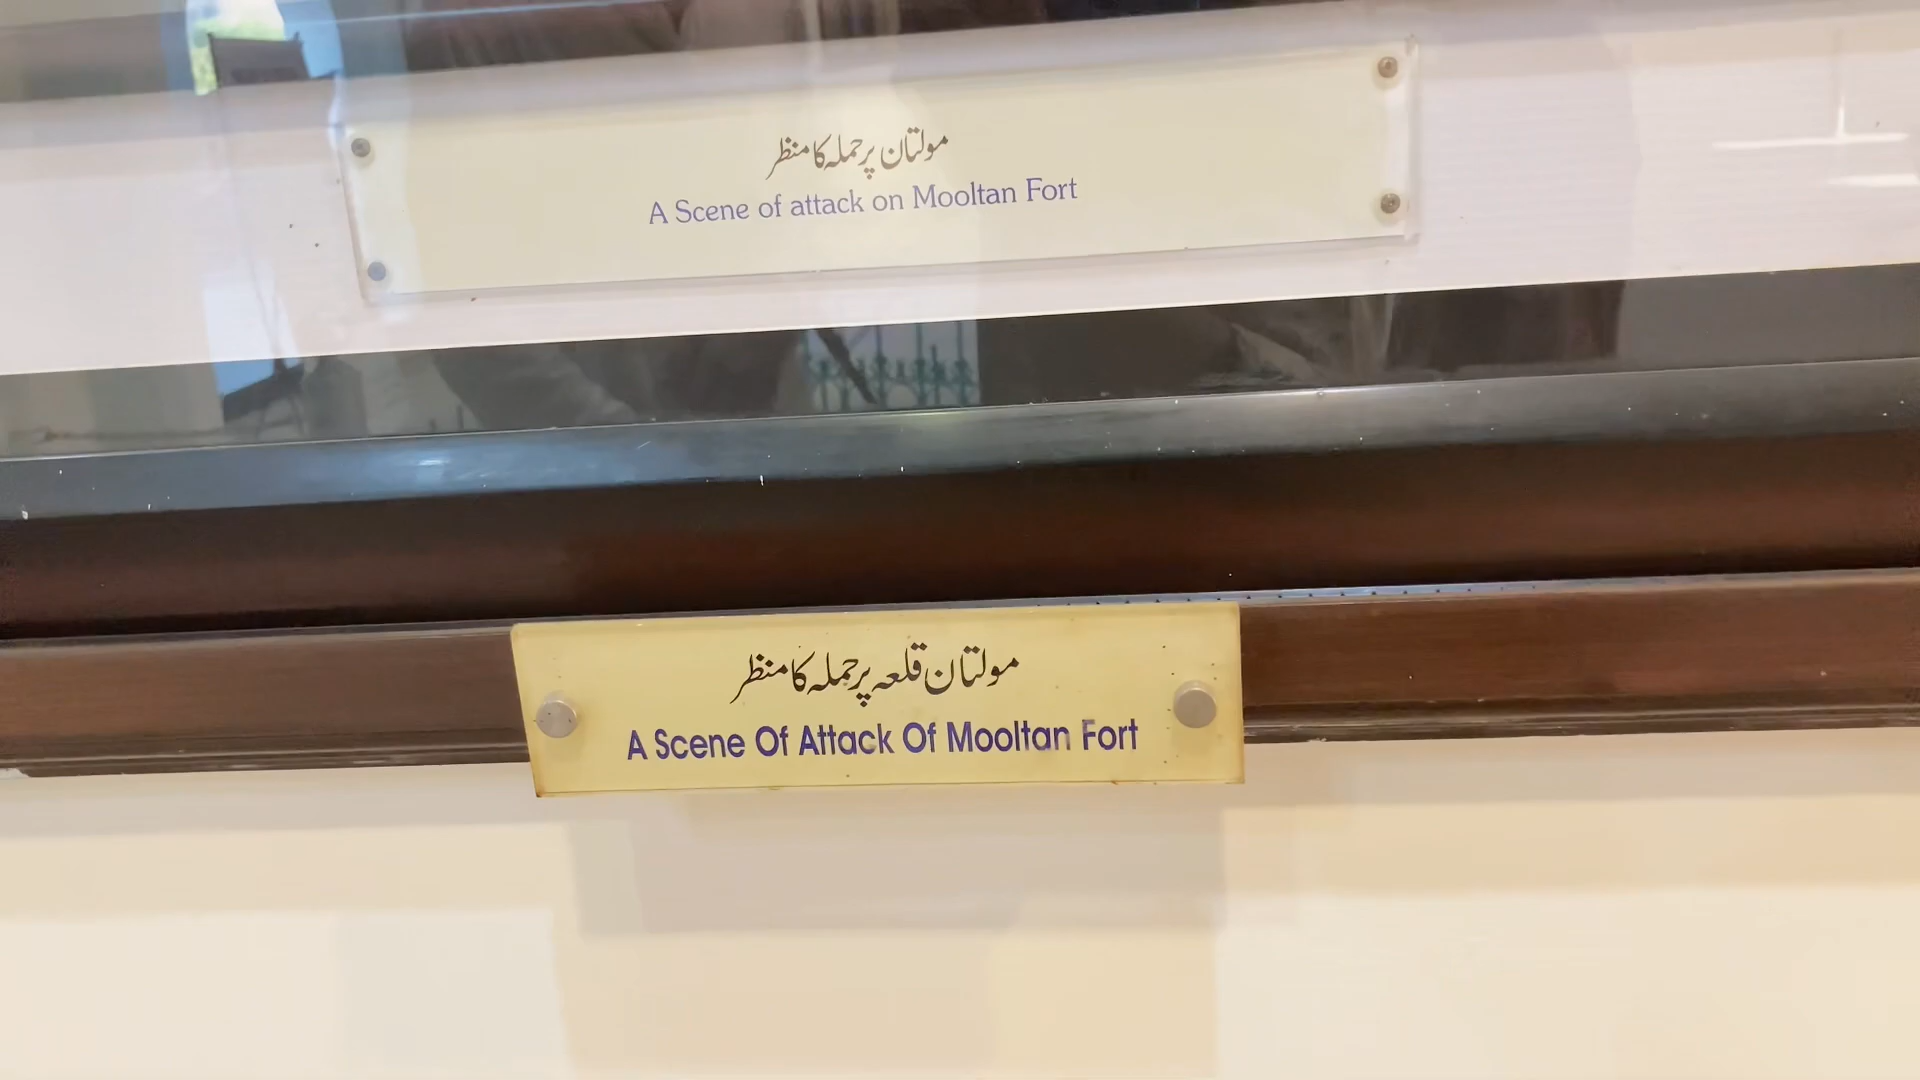 مولتان پر حملہ کا منظر
A Scene of attack on Mooltan Fort
مولتان قلعہ پر حملہ کا منظر
A Scene Of Attack Of Mooltan Fort